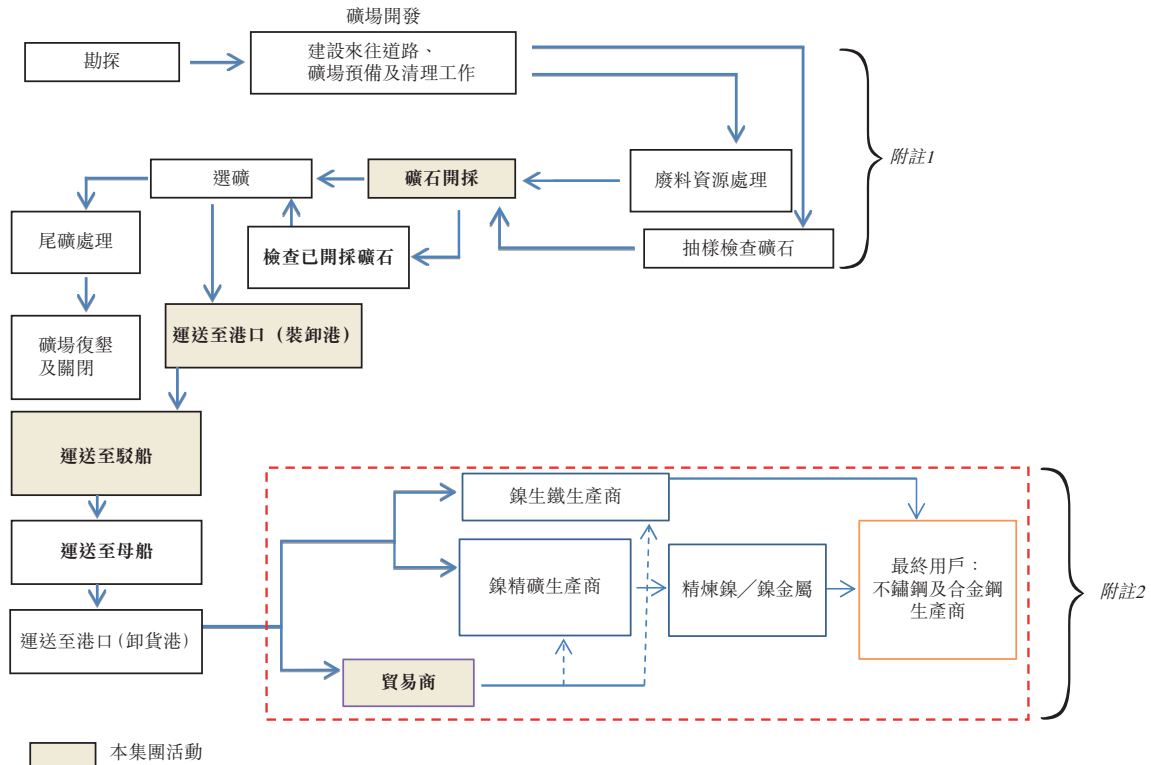 礦場開發
勘探
建設來往道路、
礦場預備及清理工作
附註1
選礦
礦石開採
廢料資源處理
尾礦處理
檢查已開採礦石
抽樣檢查礦石
運送至港口（裝卸港）
礦場復墾
及關閉
運送至駁船
鎳生鐵生產商
運送至母船
鎳精礦生產商
精煉鎳／鎳金屬
最終用戶：
不鏽鋼及合金鋼
生產商
附註2
運送至港口（卸貨港）
貿易商
本集團活動